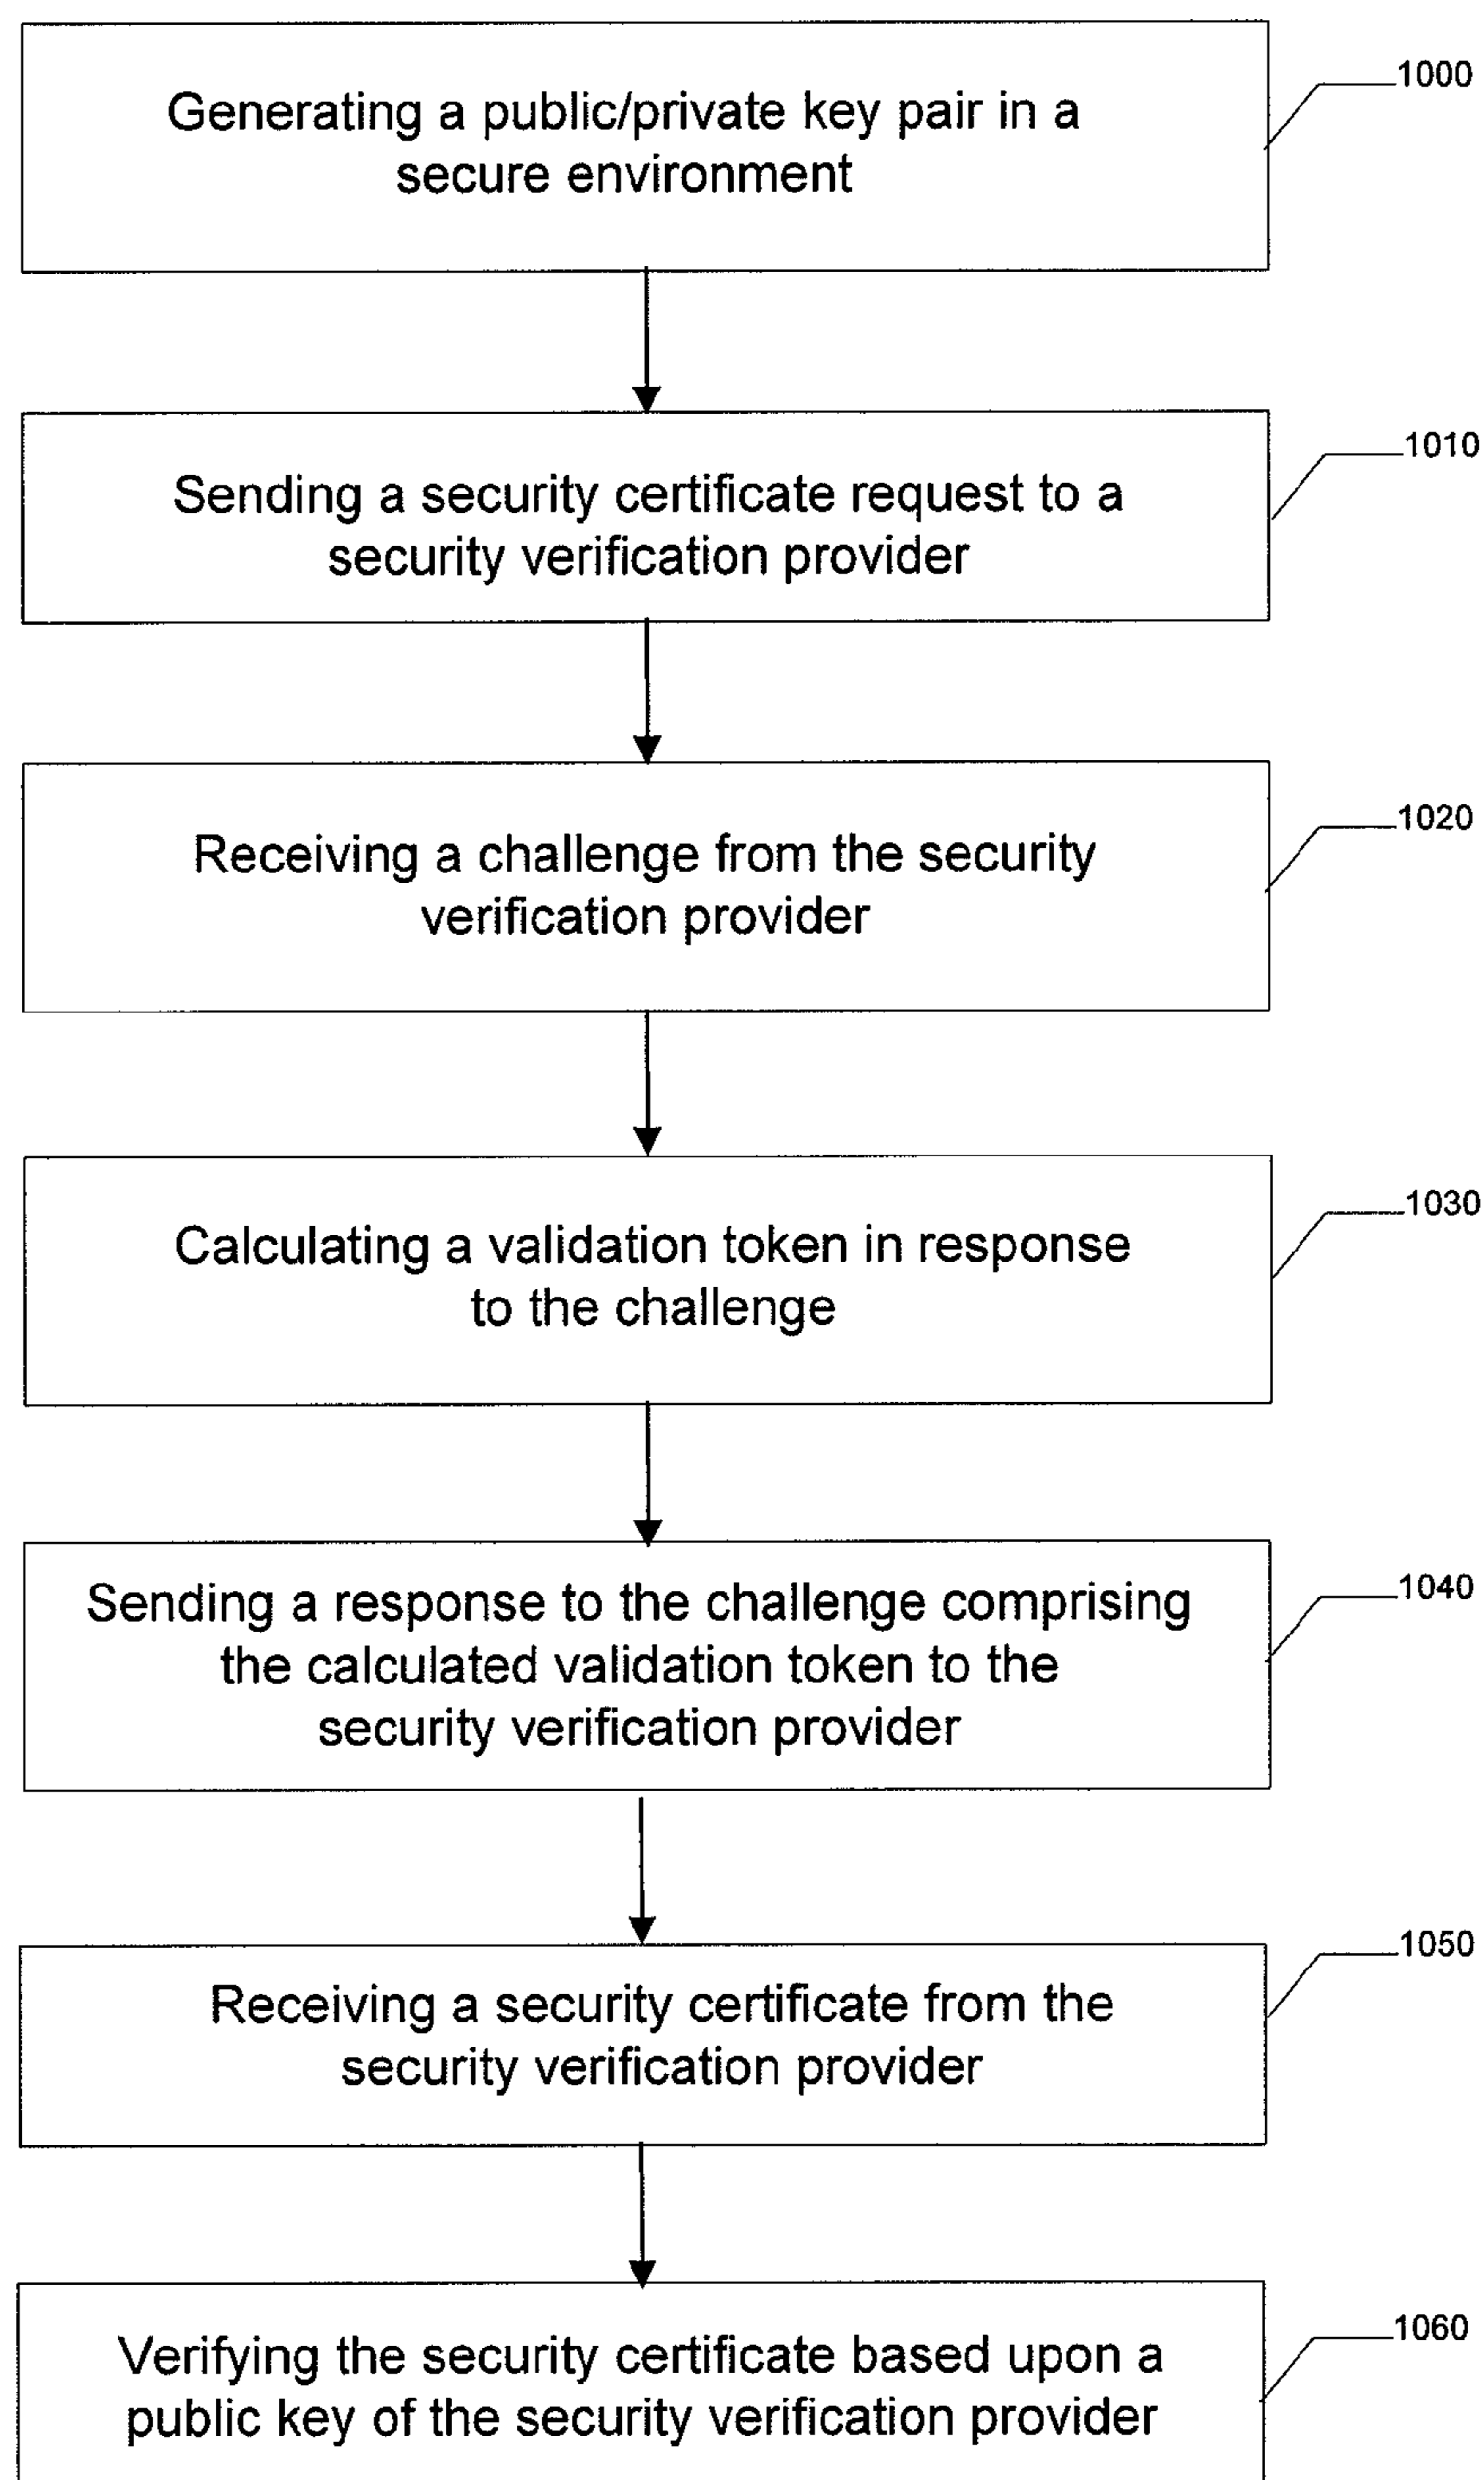 Generating a public/private key pair in a
secure environment
1000
Sending a security certificate request to a
security verification provider
1010
Receiving a challenge from the security
verification provider
1020
Calculating a validation token in response
to the challenge
1030
Sending a response to the challenge comprising
the calculated validation token to the
security verification provider
1040
Receiving a security certificate from the
security verification provider
1050
Verifying the security certificate based upon a
public key of the security verification provider
1060